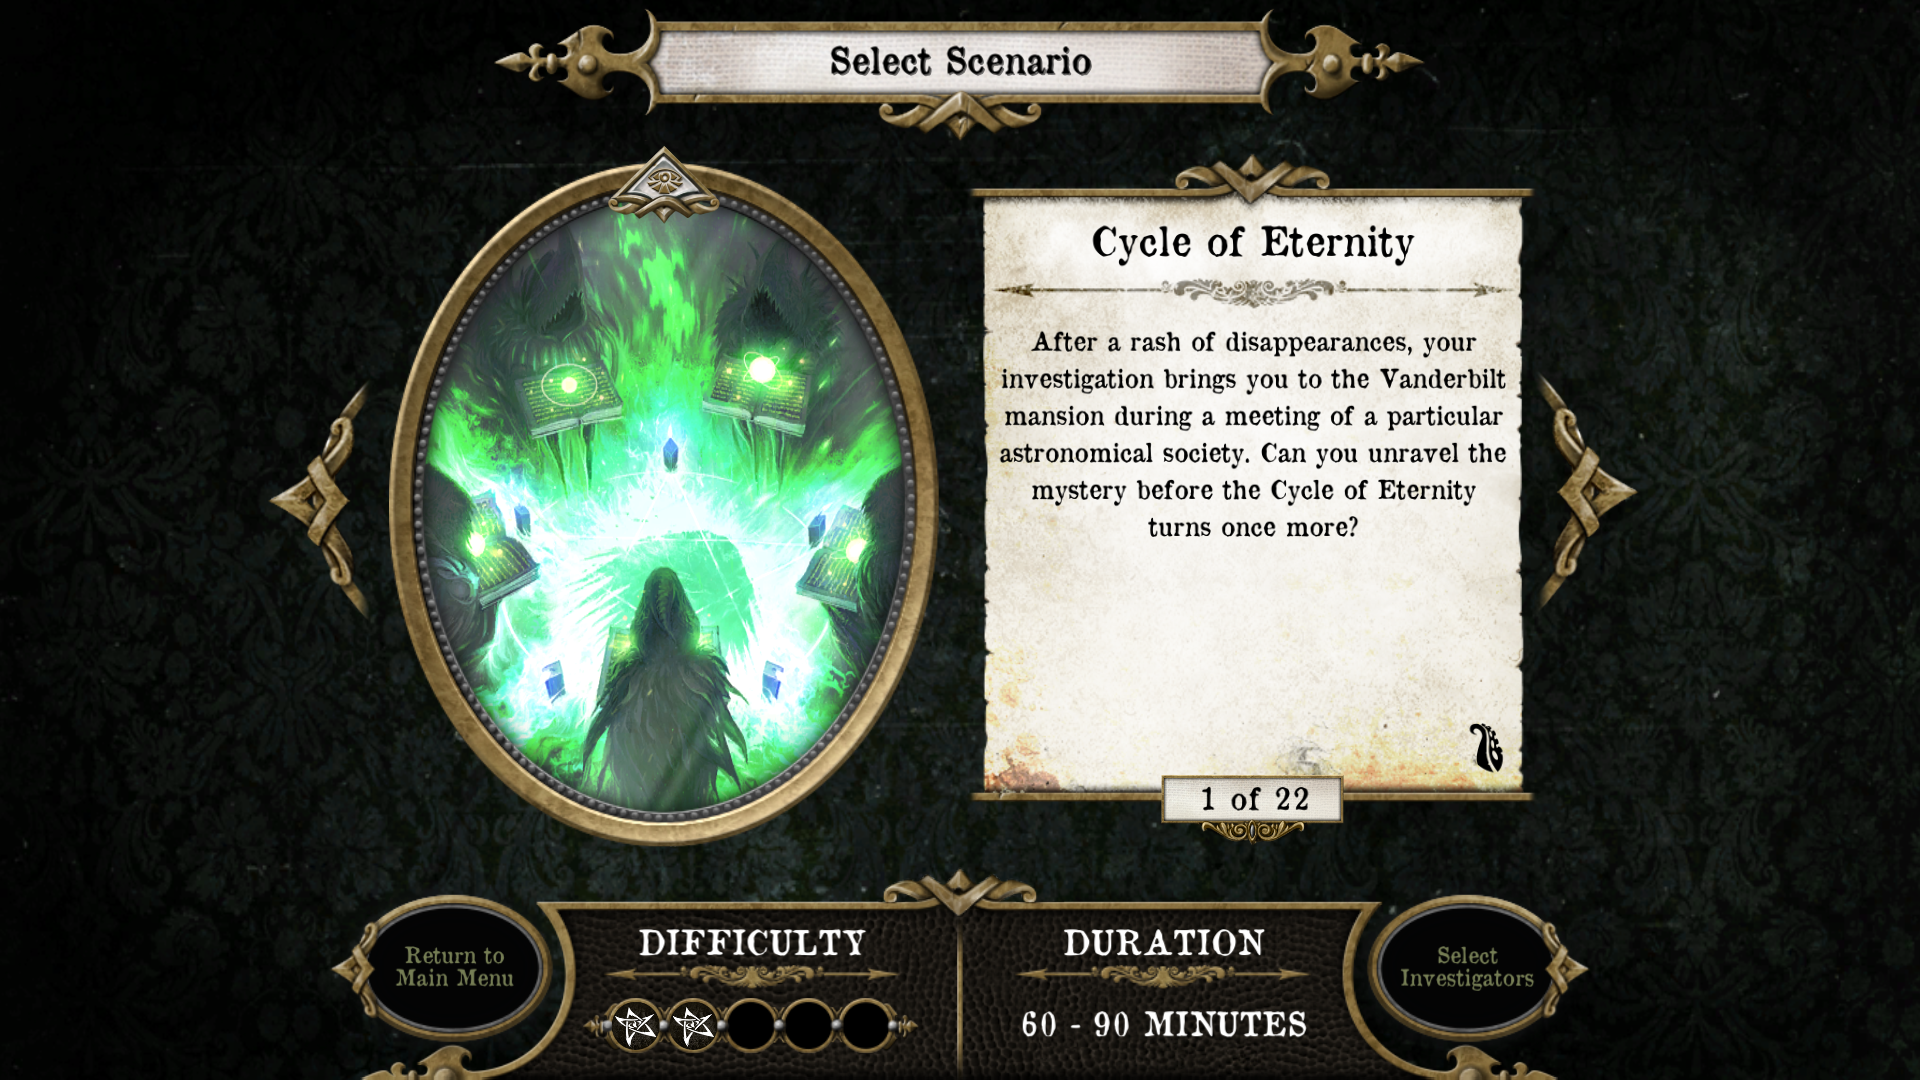 Select Scenario
Cycle of Eternity
After a rash of disappearances, your
investigation brings you to the Vanderbilt
mansion during a meeting of a particular
astronomical society. Can you unravel the
mystery before the Cycle of Eternity
turns once more?
1 of 22
Return to
Main Menu
DIFFICULTY
DURATION
60 - 90 MINUTES
Select
Investigators